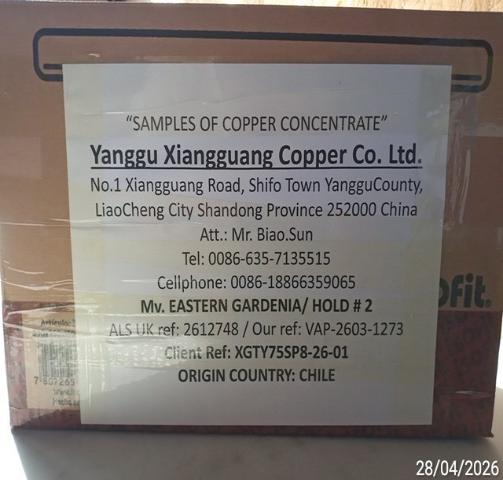 “SAMPLES OF COPPER CONCENTRATE”
Yanggu Xiangguang Copper Co. Ltd.
No.1 Xiangguang Road, Shifo Town YangguCounty,
LiaoCheng City Shandong Province 252000 China
Att.: Mr. Biao.Sun
Tel: 0086-635-7135515
Cellphone: 0086-18866359065
Mv. EASTERN GARDENIA/ HOLD # 2
ALS UK ref: 2612748 / Our ref: VAP-2603-1273
Client Ref: XGTY75SP8-26-01
ORIGIN COUNTRY: CHILE
28/04/2026